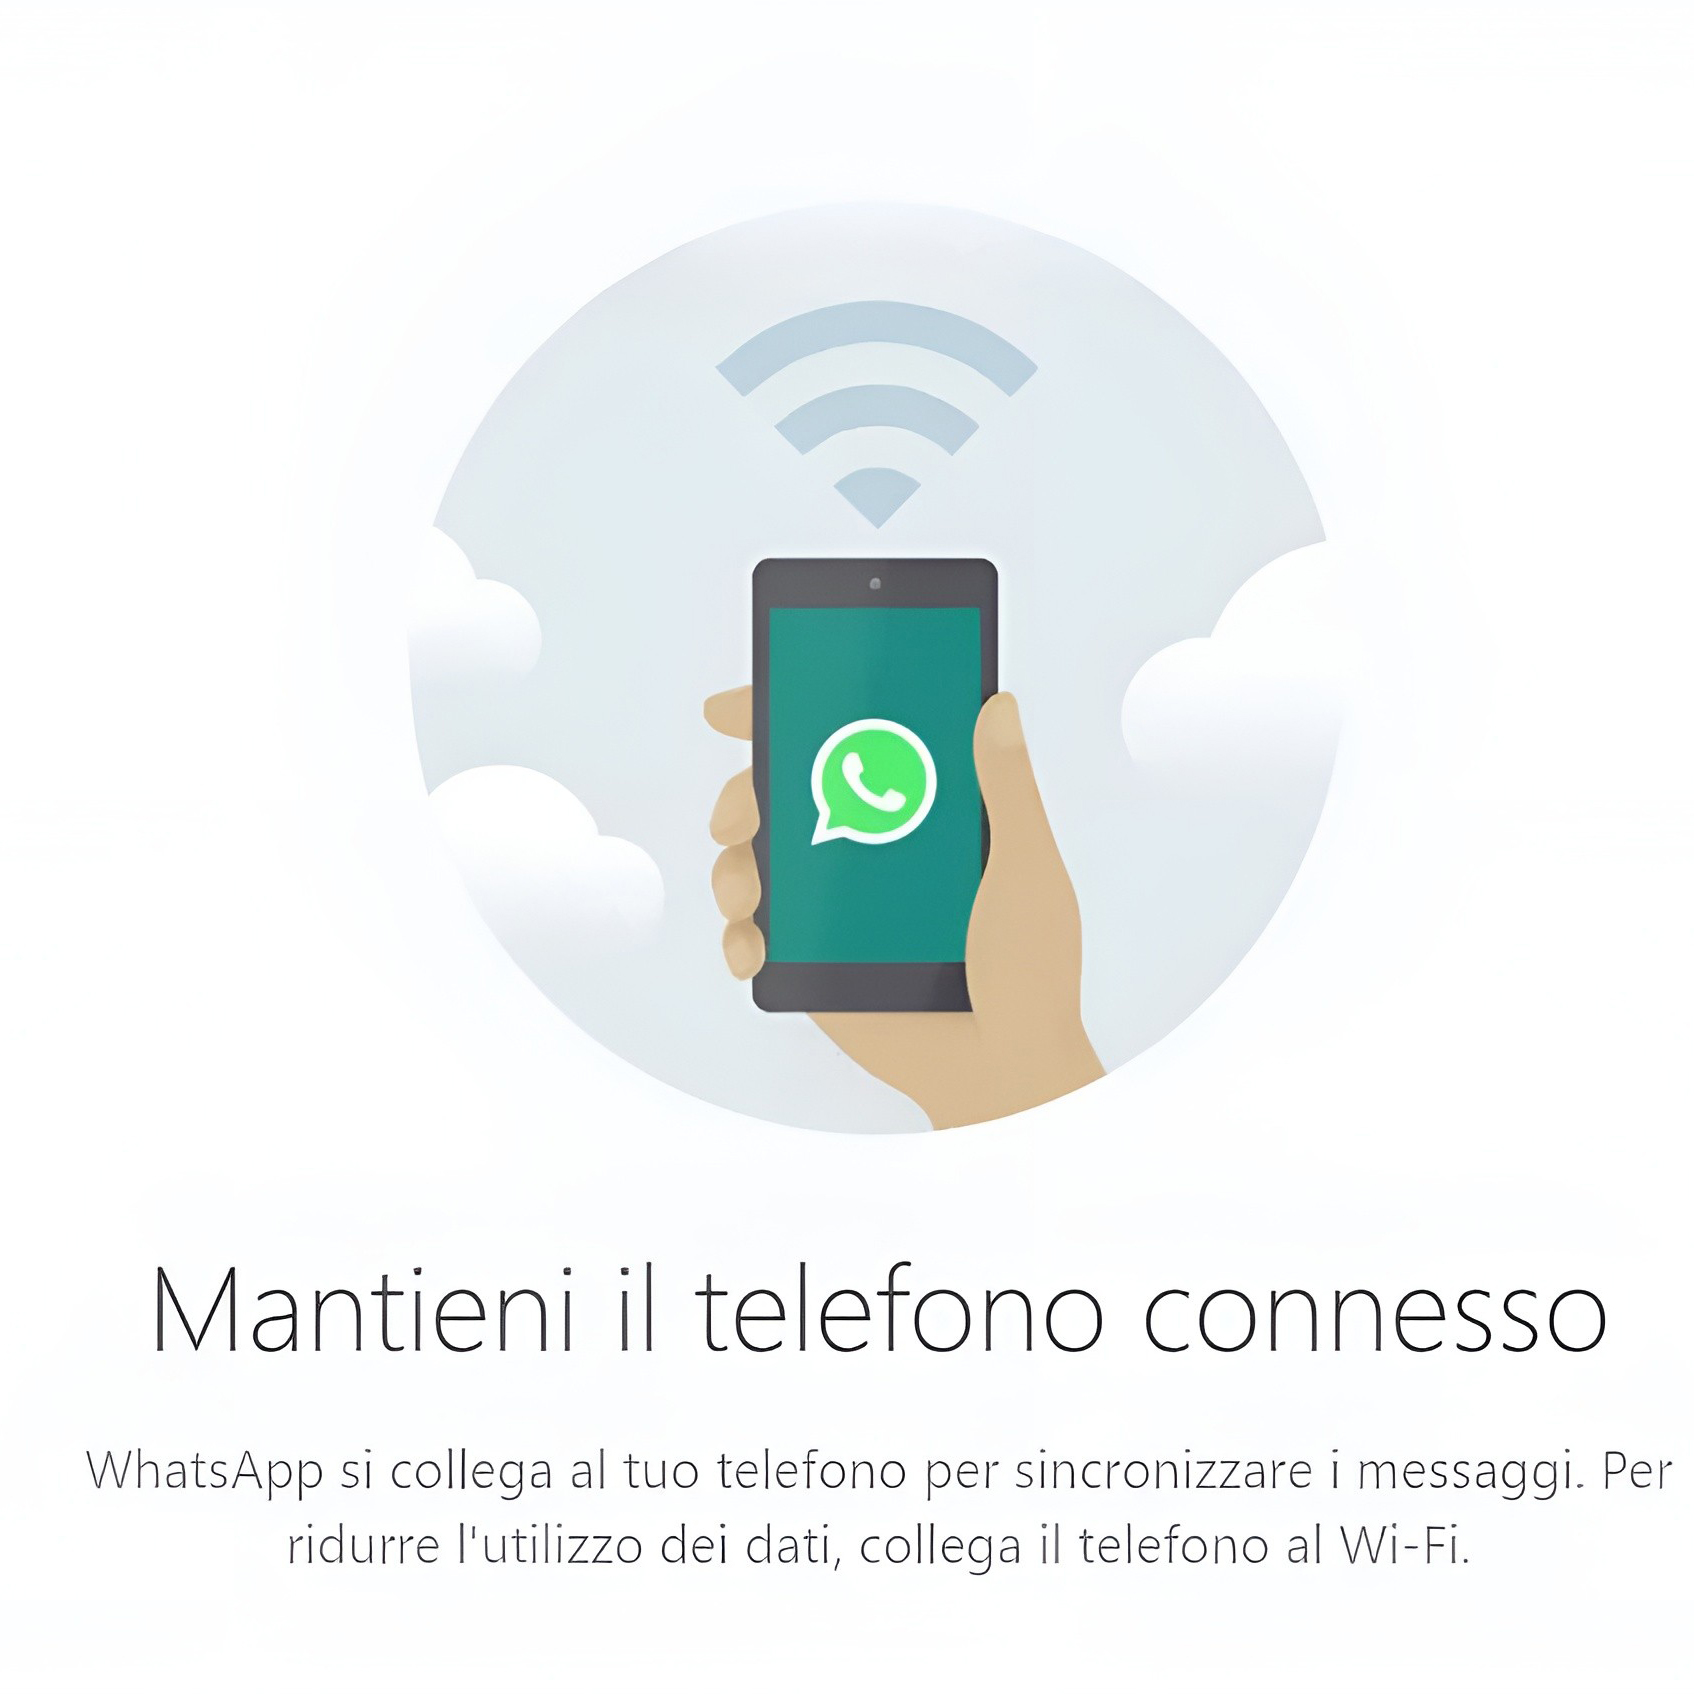 Mantieni il telefono connesso
WhatsApp si collega al tuo telefono per sincronizzare i messaggi. Per
ridurre l'utilizzo dei dati, collega il telefono al Wi-Fi.